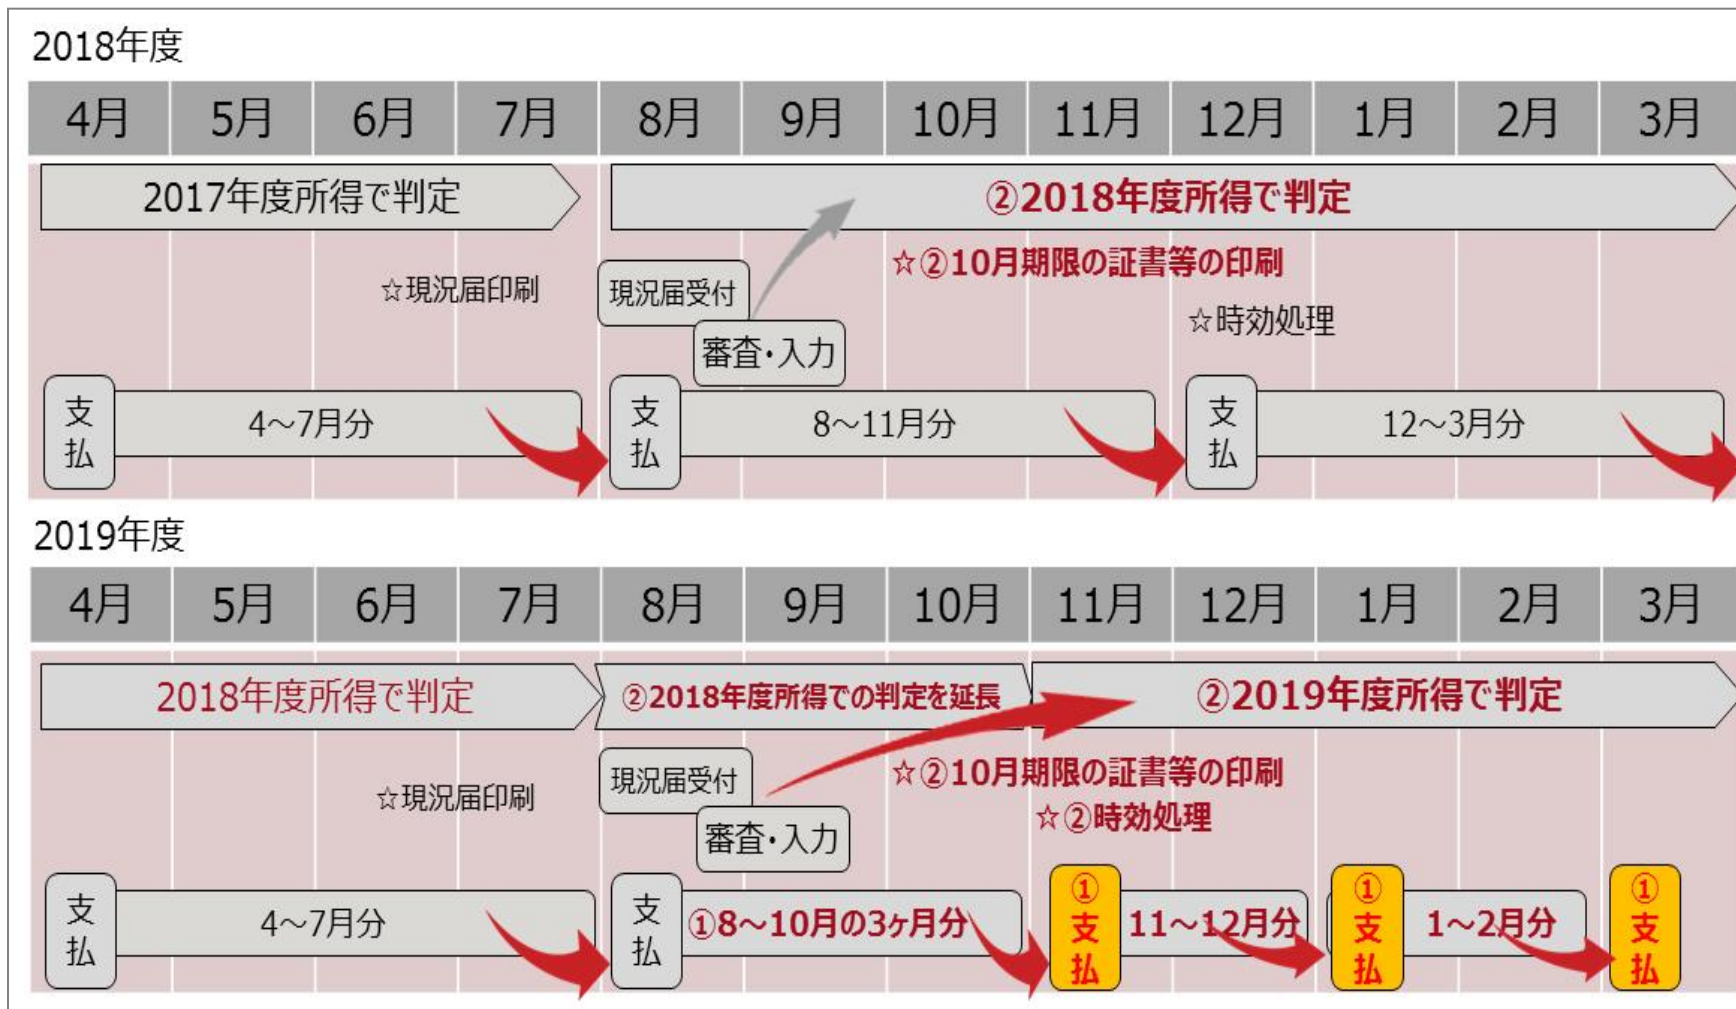 2018年度
4月 5月 6月 7月 8月 9月 10月 11月 12月 1月 2月 3月
2017年度所得で判定
②2018年度所得で判定
☆②10月期限の証書等の印刷
☆現況届印刷
現況届受付
☆時効処理
審査・入力
支払
4～7月分
支払
8～11月分
支払
12～3月分
2019年度
4月 5月 6月 7月 8月 9月 10月 11月 12月 1月 2月 3月
2018年度所得で判定
②2018年度所得での判定を延長
②2019年度所得で判定
☆現況届印刷
現況届受付
☆②10月期限の証書等の印刷
☆②時効処理
審査・入力
支払
4～7月分
支払
①8～10月の3ヶ月分
①支払
11～12月分
①支払
1～2月分
①支払